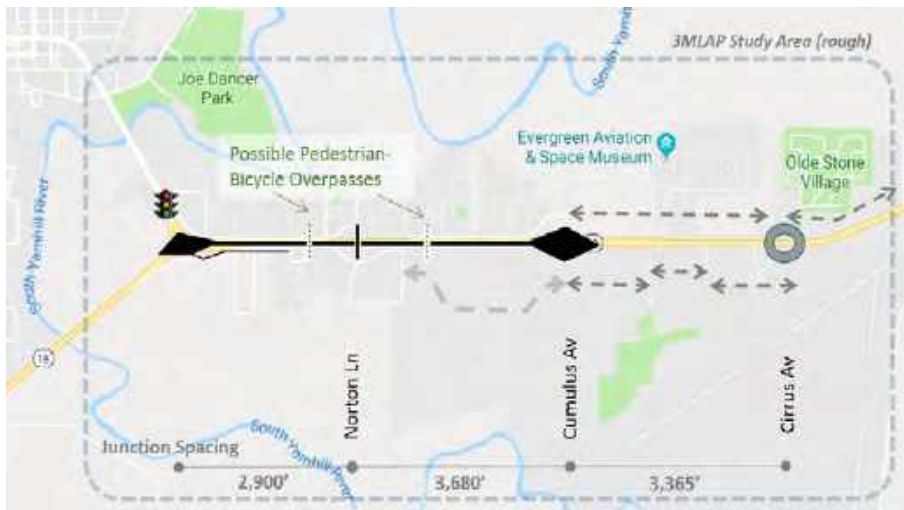 3MLAP Study Area (rough)
Joe Dancer
Park
Possible Pedestrian-
Bicycle Overpasses
Evergreen Aviation
& Space Museum
Olde Stone
Village
South Yamhill River
South Yamhill River
18
Norton Ln
Cumulus Av
Cirrus Av
Junction Spacing
South Yamhill River
2,900'
3,680'
3,365'